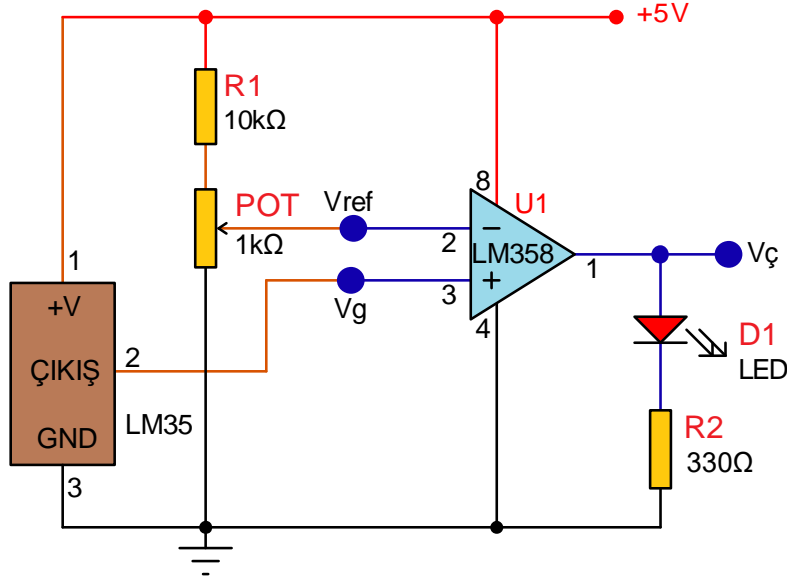 +5V
R1
10kΩ
POT
1kΩ
Vref
Vg
8
U1
2
LM358
3
4
1
Vç
−
+
1
+V
ÇIKIŞ
2
GND
LM35
3
D1
LED
R2
330Ω